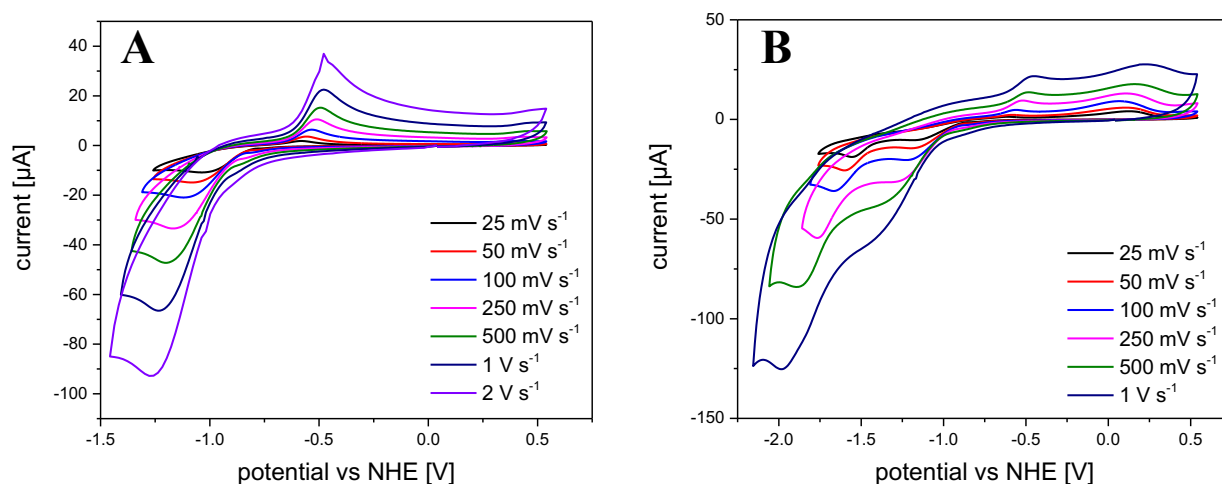 A
40
20
0
-20
-40
-60
-80
-100
current [µA]
25 mV s⁻¹
50 mV s⁻¹
100 mV s⁻¹
250 mV s⁻¹
500 mV s⁻¹
1 V s⁻¹
2 V s⁻¹
-1.5 -1.0 -0.5 0.0 0.5
potential vs NHE [V]
B
50
0
-50
-100
-150
current [µA]
25 mV s⁻¹
50 mV s⁻¹
100 mV s⁻¹
250 mV s⁻¹
500 mV s⁻¹
1 V s⁻¹
-2.0 -1.5 -1.0 -0.5 0.0 0.5
potential vs NHE [V]